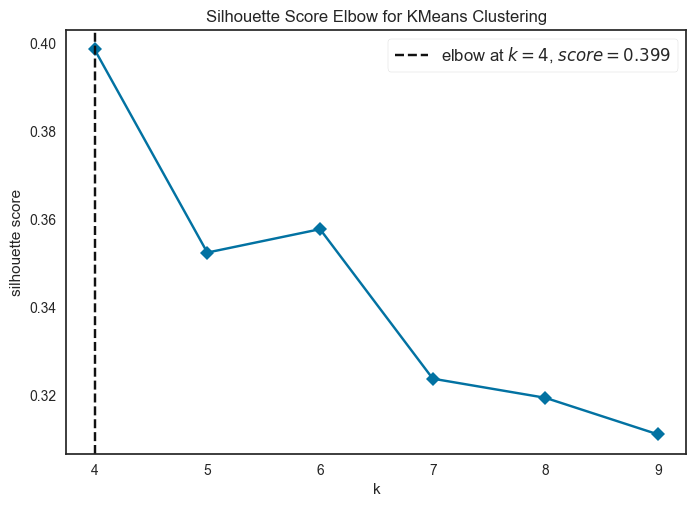 Silhouette Score Elbow for KMeans Clustering
elbow at k = 4, score = 0.399
silhouette score
0.40
0.38
0.36
0.34
0.32
4 5 6 7 8 9
k